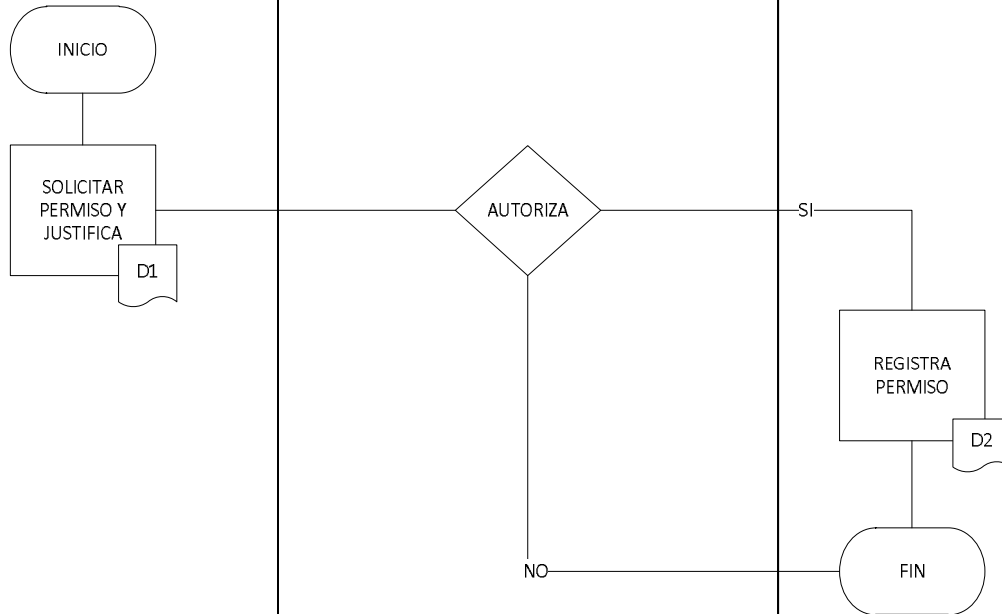 INICIO
SOLICITAR
PERMISO Y
JUSTIFICA
D1
AUTORIZA
SI
REGISTRA
PERMISO
D2
NO
FIN